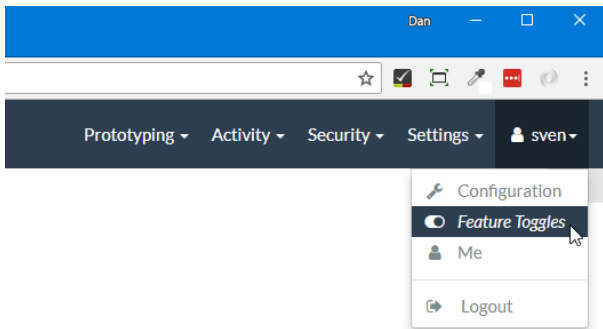 Dan
Prototyping Activity Security Settings sven
Configuration
Feature Toggles
Me
Logout